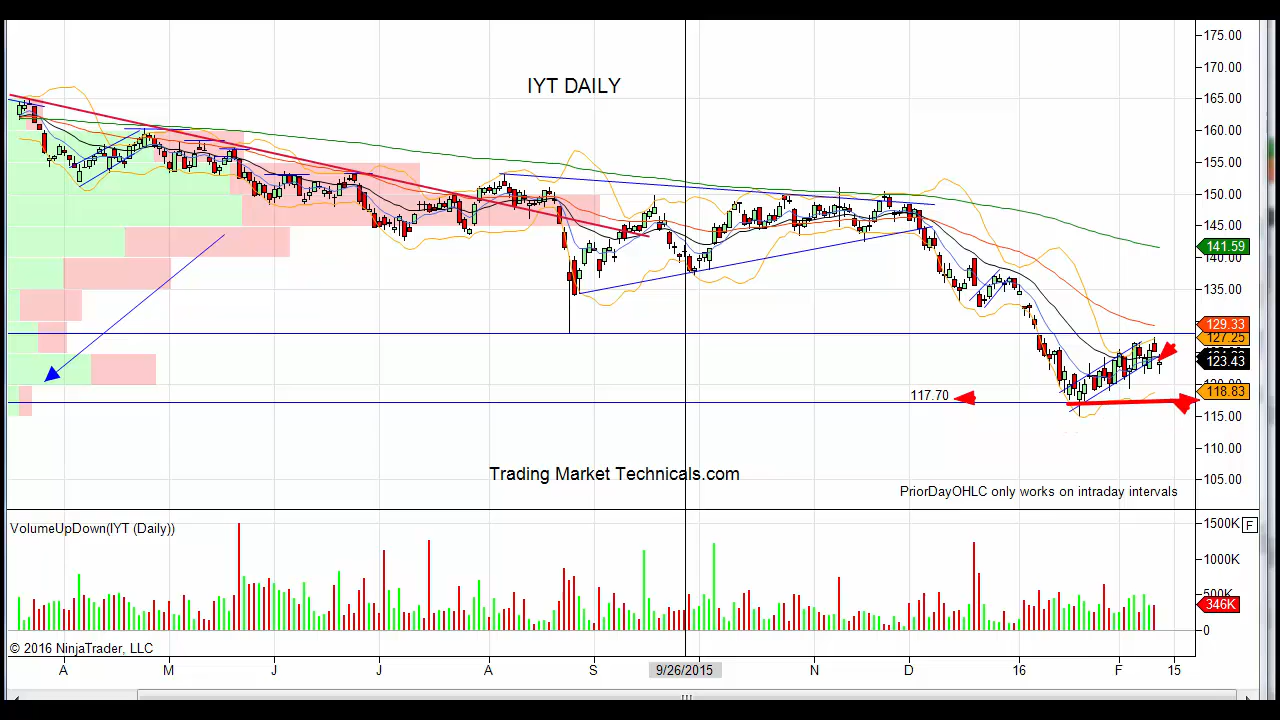 175.00
170.00
IYT DAILY
165.00
160.00
155.00
150.00
145.00
141.59
140.00
135.00
129.33
127.25
123.43
120.00
118.83
117.70
115.00
110.00
Trading Market Technicals.com
105.00
PriorDayOHLC only works on intraday intervals
VolumeUpDown(IYT (Daily))
1500K F
1000K
500K
346K
0
© 2016 NinjaTrader, LLC
A M J J A S 9/26/2015 N D 16 F 15